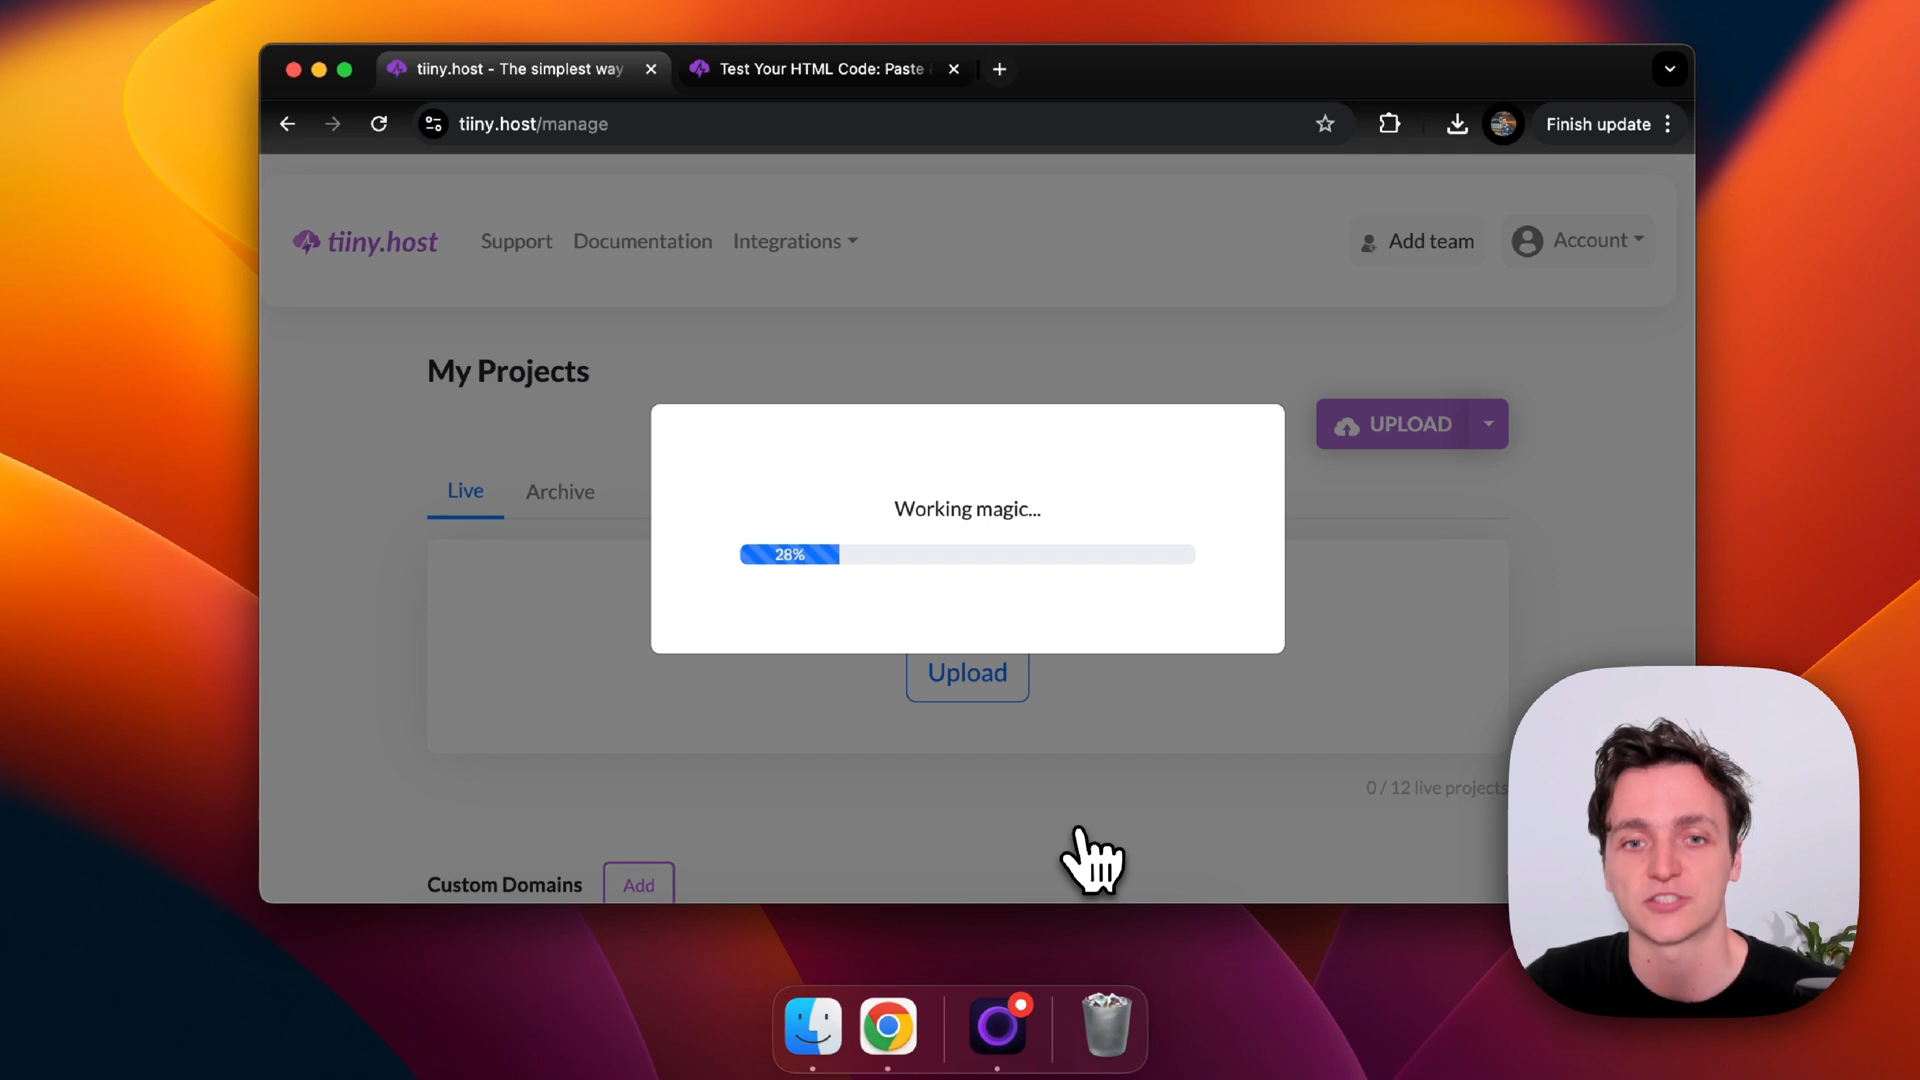 tiiny.host - The simplest way
Test Your HTML Code: Paste
tiiny.host/manage
Finish update
tiiny.host
Support
Documentation
Integrations
Add team
Account
My Projects
UPLOAD
Live
Archive
Working magic...
28%
Upload
0 / 12 live projects
Custom Domains
Add